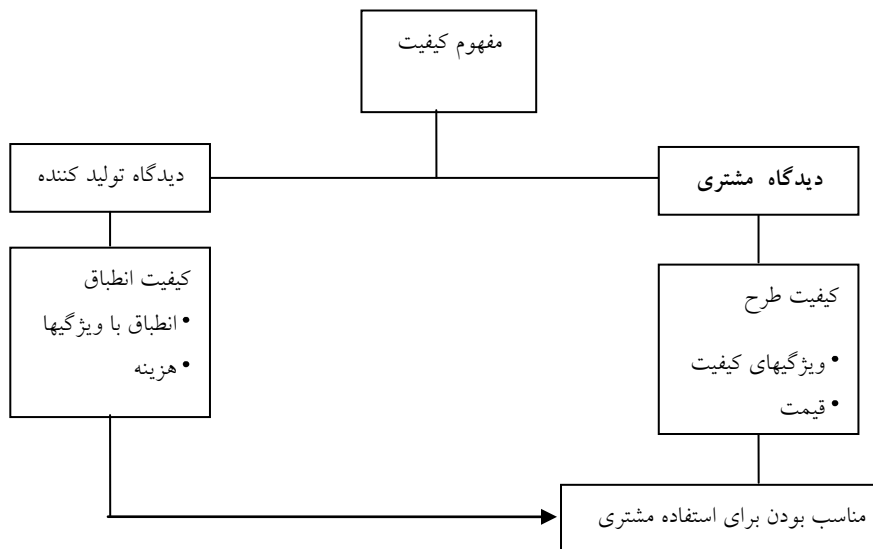 مفهوم کیفیت
دیدگاه مشتری
دیدگاه تولید کننده
کیفیت طرح
• ویژگیهای کیفیت
• قیمت
کیفیت انطباق
• انطباق با ویژگیها
• هزینه
مناسب بودن برای استفاده مشتری